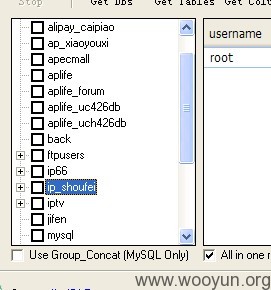 Stop Get Dbs Get Tables Get Colu
alipay_caipiao
ap_xiaoyouxi
apecmall
aplife
aplife_forum
aplife_uc426db
aplife_uch426db
back
ftpusers
ip66
ip_shoufei
iptv
jifen
mysql
username
root
Use Group_Concat (MySQL Only)
All in one r
www.wooyun.org